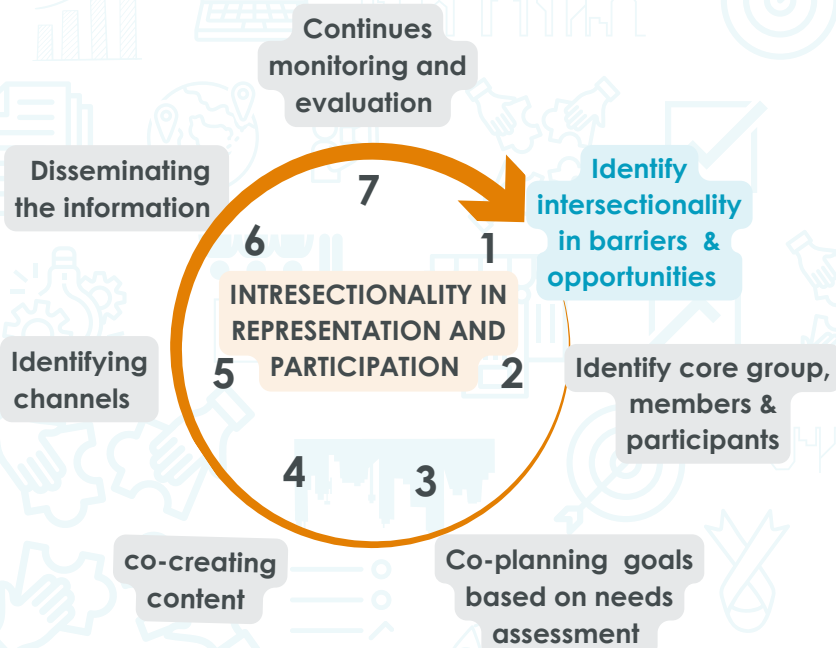 Continues
monitoring and
evaluation
Disseminating
the information
Identify
intersectionality
in barriers &
opportunities
7
6
1
INTRESECTIONALITY IN
REPRESENTATION AND
PARTICIPATION
Identifying
channels
5
2
Identify core group,
members &
participants
4
3
co-creating
content
Co-planning goals
based on needs
assessment